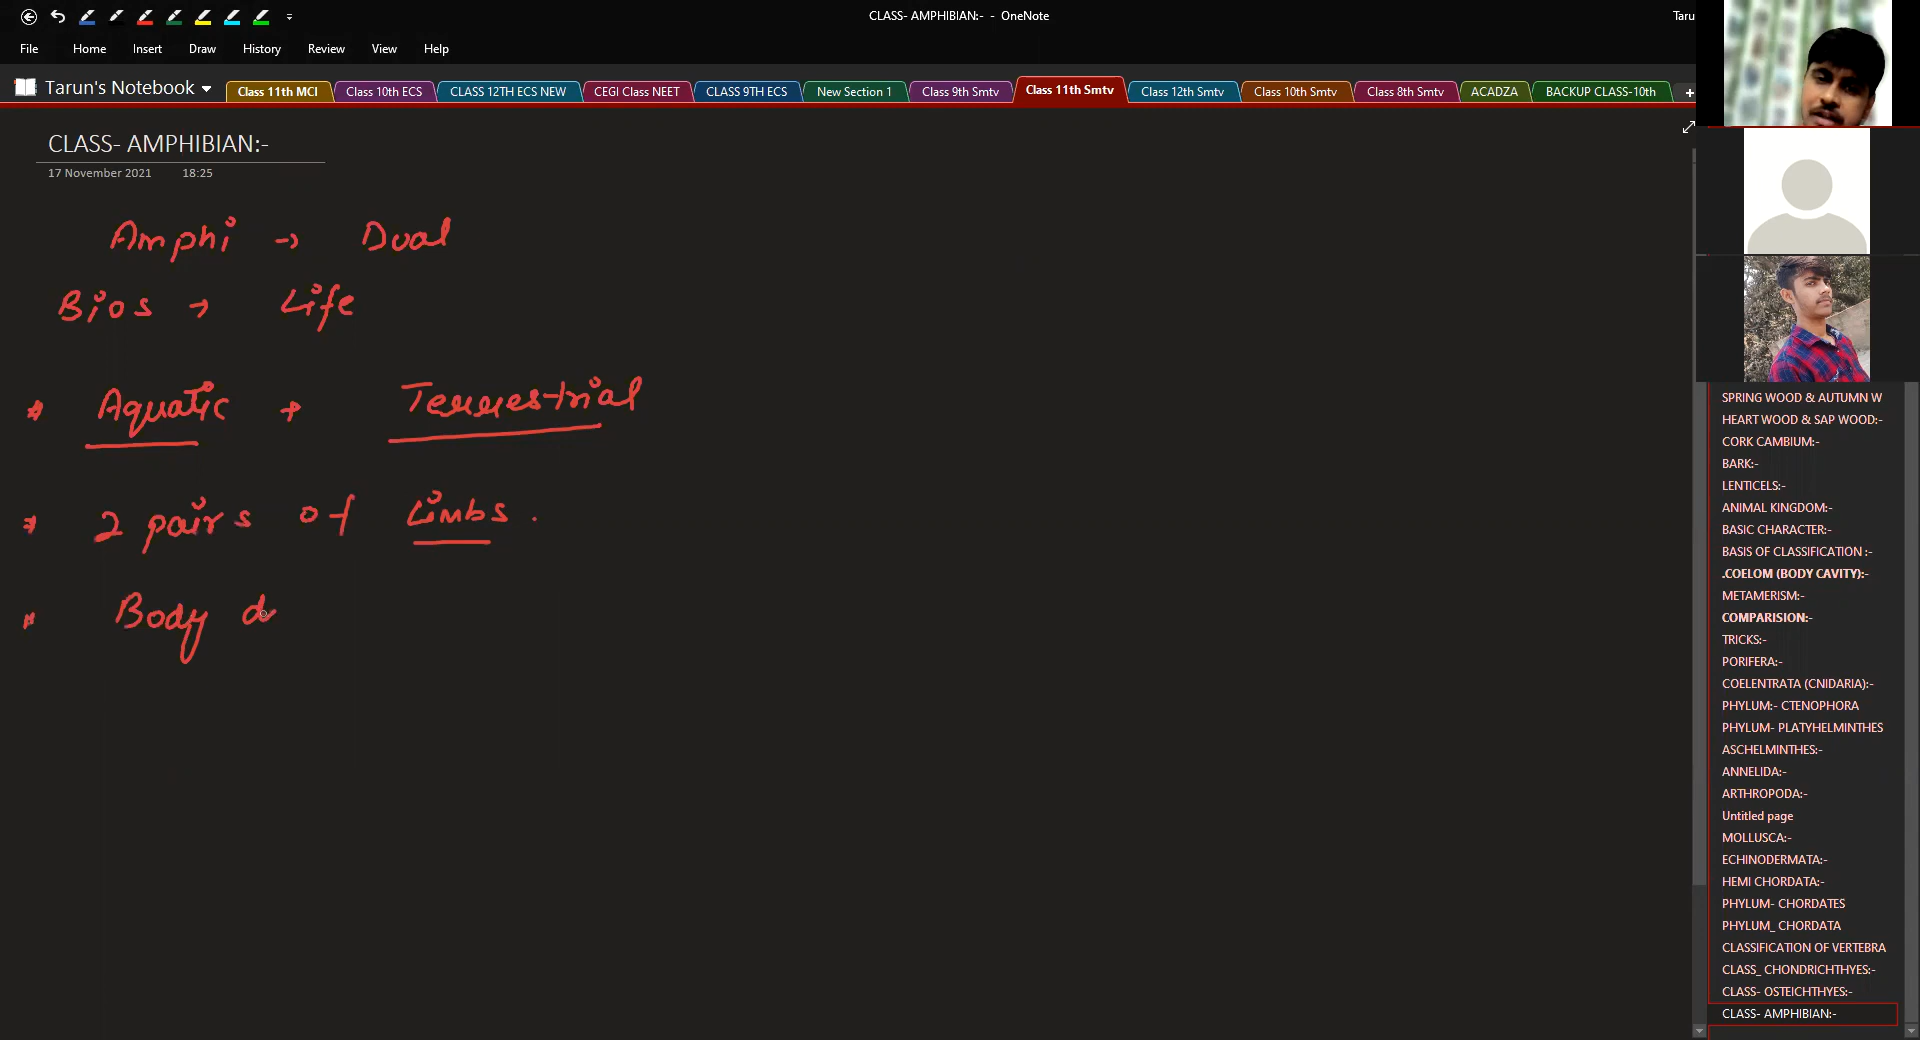 CLASS- AMPHIBIAN:- - OneNote
Taru
File Home Insert Draw History Review View Help
Tarun's Notebook
Class 11th MCI Class 10th ECS CLASS 12TH ECS NEW CEGI Class NEET CLASS 9TH ECS New Section 1 Class 9th Smtv Class 11th Smtv Class 12th Smtv Class 10th Smtv Class 8th Smtv ACADZA BACKUP CLASS-10th +
CLASS- AMPHIBIAN:-
17 November 2021 18:25
Amphi → Dual
Bios → Life
* Aquatic + Terrestrial
* 2 pairs of Limbs.
* Body d
SPRING WOOD & AUTUMN W
HEART WOOD & SAP WOOD:-
CORK CAMBIUM:-
BARK:-
LENTICELS:-
ANIMAL KINGDOM:-
BASIC CHARACTER:-
BASIS OF CLASSIFICATION :-
.COELOM (BODY CAVITY):-
METAMERISM:-
COMPARISION:-
TRICKS:-
PORIFERA:-
COELENTRATA (CNIDARIA):-
PHYLUM:- CTENOPHORA
PHYLUM- PLATYHELMINTHES
ASCHELMINTHES:-
ANNELIDA:-
ARTHROPODA:-
Untitled page
MOLLUSCA:-
ECHINODERMATA:-
HEMI CHORDATA:-
PHYLUM- CHORDATES
PHYLUM_ CHORDATA
CLASSIFICATION OF VERTEBRA
CLASS_ CHONDRICHTHYES:-
CLASS- OSTEICHTHYES:-
CLASS- AMPHIBIAN:-